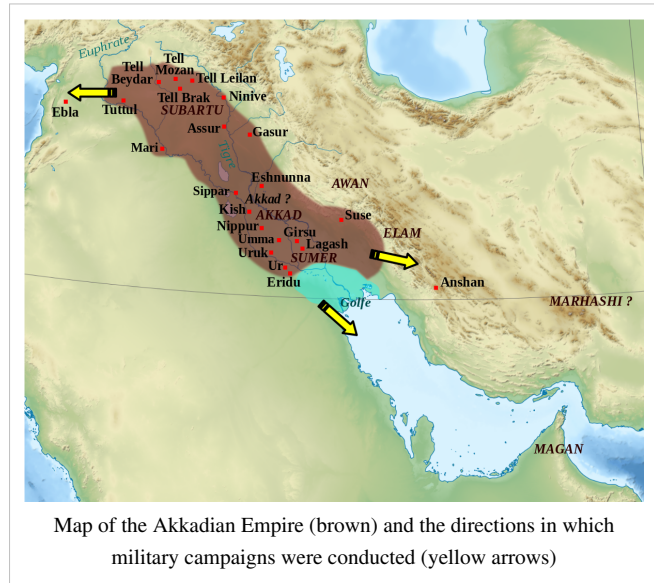 Euphrate
Tell
Mozan
Tell
Beydar
Tell Leilan
Tell Brak
Ninive
Ebla
Tuttul
SUBARTU
Assur
Gasur
Mari
Tigre
Eshnunna
AWAN
Sippar
Akkad ?
Kish
AKKAD
Suse
Nippur
Girsu
ELAM
Umma
Lagash
Uruk
SUMER
Ur
Eridu
Anshan
Golfe
MARHASHI ?
MAGAN
Map of the Akkadian Empire (brown) and the directions in which
military campaigns were conducted (yellow arrows)